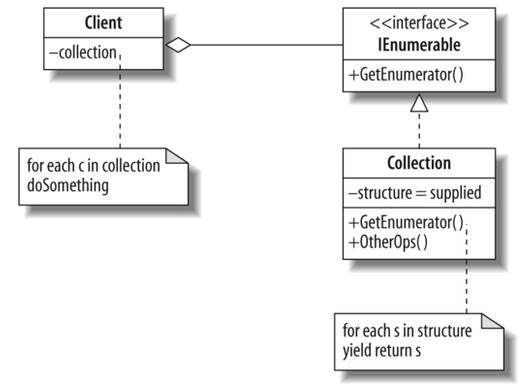 Client
–collection
<<interface>>
IEnumerable
+GetEnumerator()
for each c in collection
doSomething
Collection
–structure = supplied
+GetEnumerator()
+OtherOps()
for each s in structure
yield return s